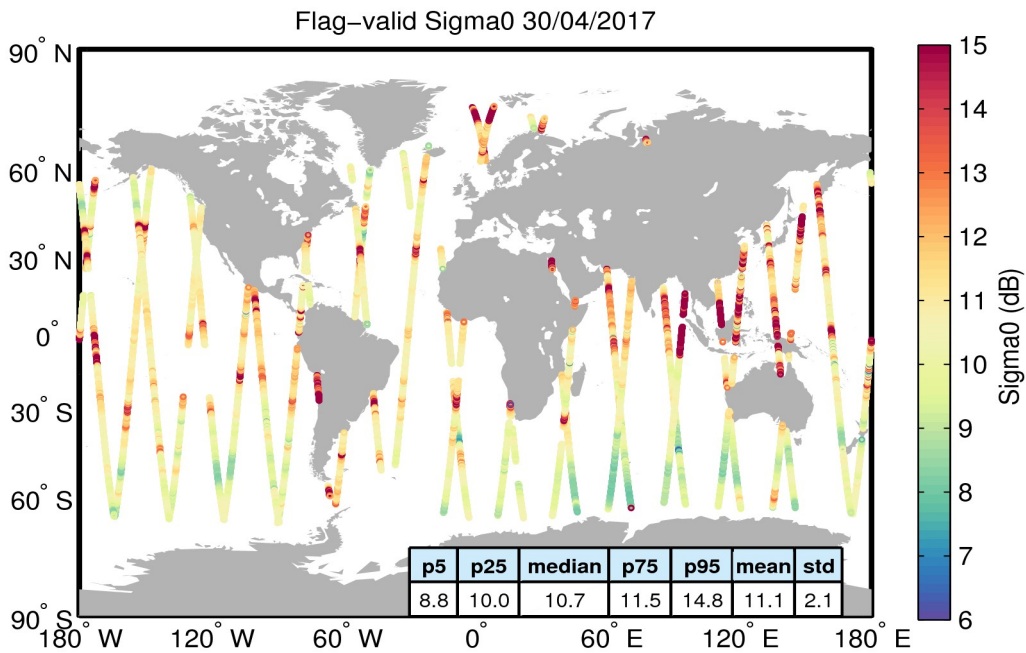 Flag−valid Sigma0 30/04/2017
90° N
60° N
30° N
0°
30° S
60° S
90° S
180° W
120° W
60° W
0°
60° E
120° E
180° E
p5 p25 median p75 p95 mean std
8.8 10.0 10.7 11.5 14.8 11.1 2.1
15
14
13
12
11
10
9
8
7
6
Sigma0 (dB)